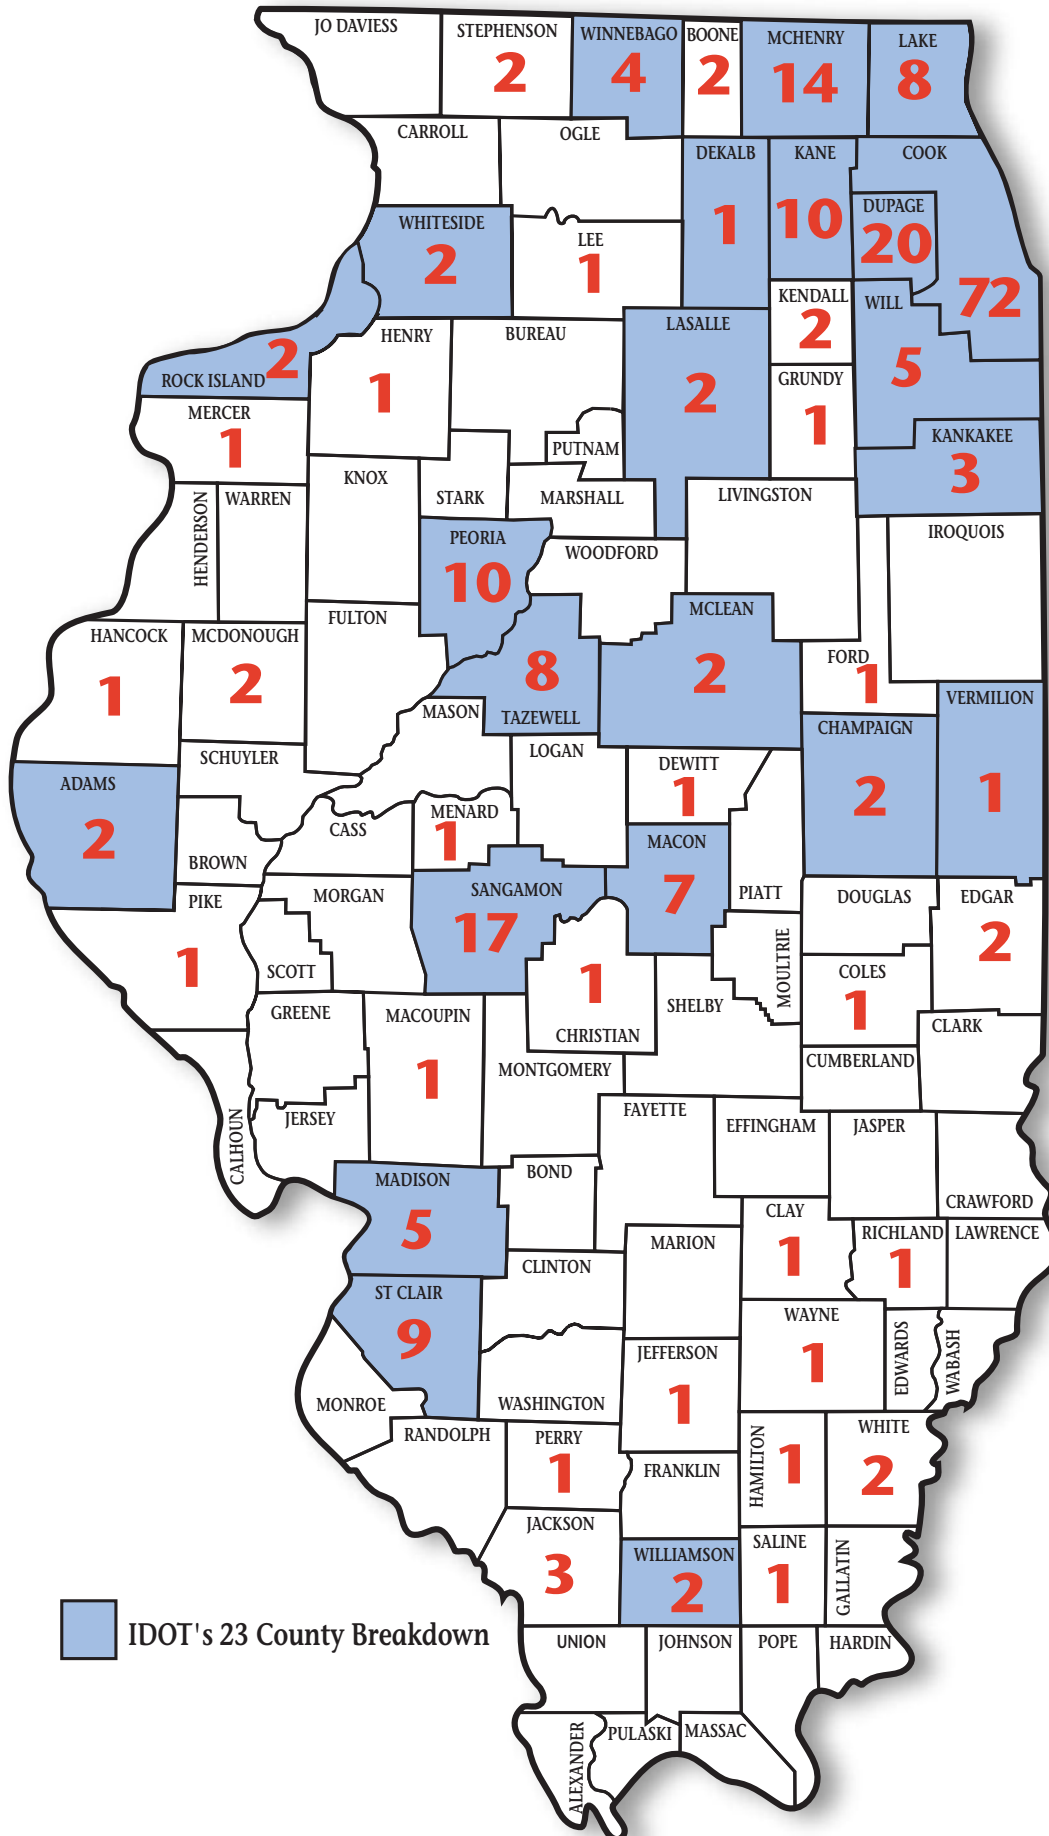 JO DAVIESS
STEPHENSON
2
WINNEBAGO
4
BOONE
2
MCHENRY
14
LAKE
8
CARROLL
OGLE
DEKALB
1
KANE
10
COOK
72
DUPAGE
20
WHITESIDE
2
LEE
1
KENDALL
2
WILL
5
ROCK ISLAND
2
HENRY
1
BUREAU
LASALLE
2
GRUNDY
1
MERCER
1
PUTNAM
KANKAKEE
3
HENDERSON
WARREN
KNOX
STARK
MARSHALL
LIVINGSTON
IROQUOIS
PEORIA
10
WOODFORD
HANCOCK
1
MCDONOUGH
2
FULTON
TAZEWELL
8
MCLEAN
2
FORD
1
VERMILION
1
MASON
LOGAN
CHAMPAIGN
2
SCHUYLER
DEWITT
1
ADAMS
2
CASS
MENARD
1
MACON
7
BROWN
PIATT
PIKE
1
MORGAN
SANGAMON
17
DOUGLAS
EDGAR
2
SCOTT
CHRISTIAN
1
MOULTRIE
COLES
1
GREENE
MACOUPIN
1
SHELBY
CLARK
MONTGOMERY
CUMBERLAND
CALHOUN
JERSEY
FAYETTE
EFFINGHAM
JASPER
MADISON
5
BOND
CRAWFORD
CLAY
1
MARION
RICHLAND
1
LAWRENCE
CLINTON
ST CLAIR
9
WAYNE
1
EDWARDS
WABASH
JEFFERSON
1
MONROE
WASHINGTON
RANDOLPH
PERRY
1
FRANKLIN
HAMILTON
1
WHITE
2
JACKSON
3
WILLIAMSON
2
SALINE
1
GALLATIN
IDOT's 23 County Breakdown
UNION
JOHNSON
POPE
HARDIN
ALEXANDER
PULASKI
MASSAC